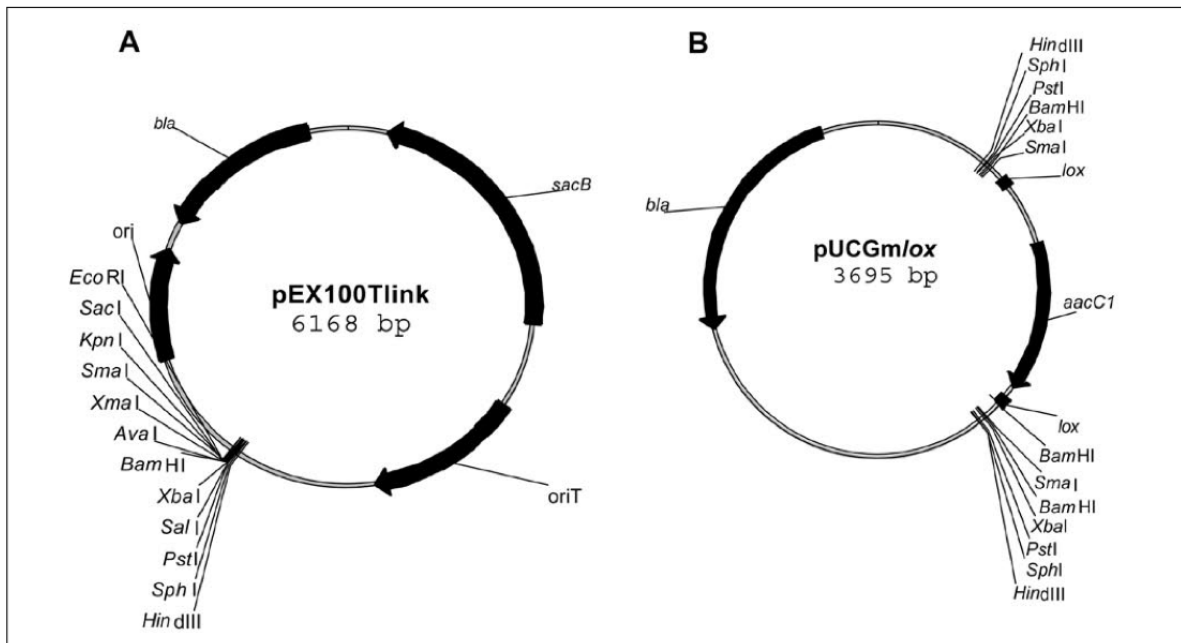 A
bla
sacB
ori
EcoRI
SacI
KpnI
SmaI
XmaI
AvaI
BamHI
XbaI
SalI
PstI
SphI
HindIII
pEX100Tlink
6168 bp
oriT
B
HindIII
SphI
PstI
BamHI
XbaI
SmaI
lox
bla
pUCGmlox
3695 bp
aacC1
lox
BamHI
SmaI
BamHI
XbaI
PstI
SphI
HindIII